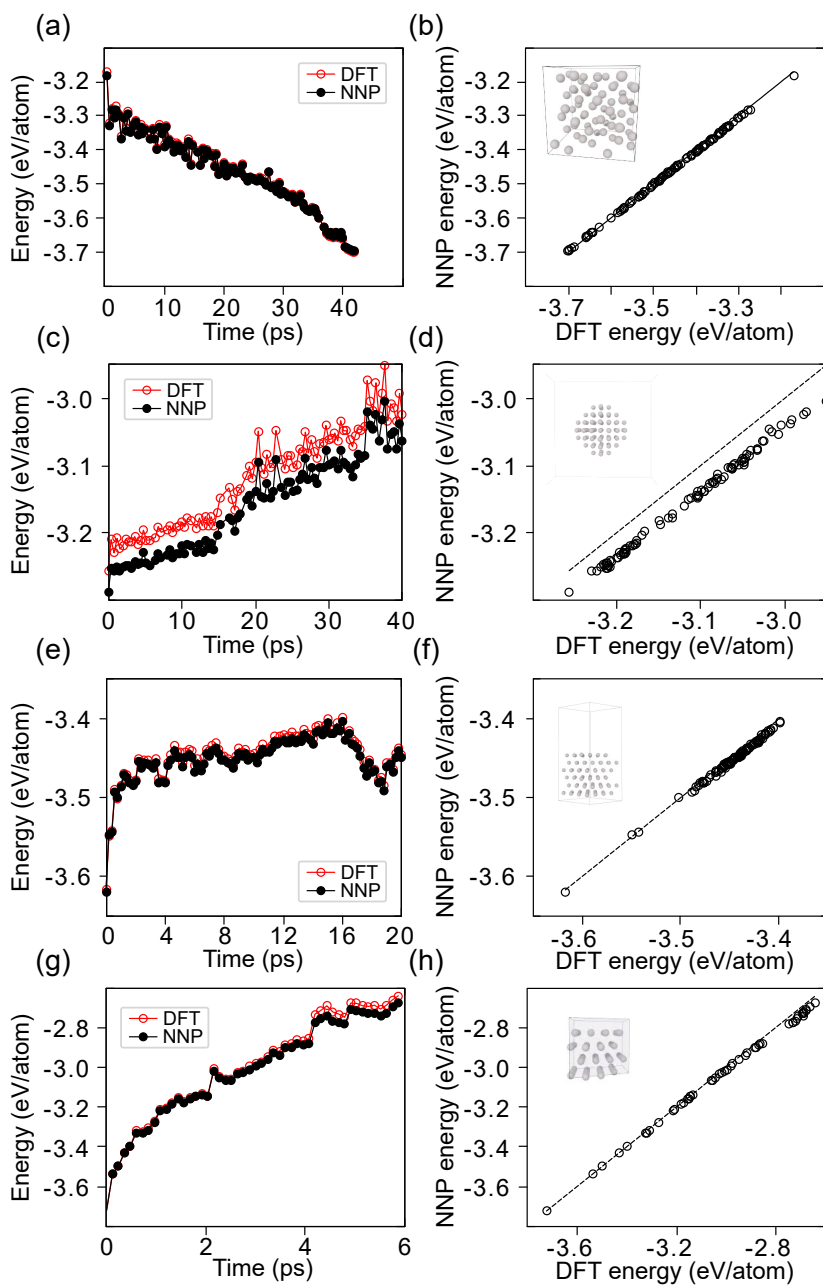 (a)
Energy (eV/atom)
-3.2
-3.3
-3.4
-3.5
-3.6
-3.7
DFT
NNP
0 10 20 30 40
Time (ps)
(b)
NNP energy (eV/atom)
-3.2
-3.3
-3.4
-3.5
-3.6
-3.7
-3.7 -3.5 -3.3
DFT energy (eV/atom)
(c)
Energy (eV/atom)
-3.0
-3.1
-3.2
DFT
NNP
0 10 20 30 40
Time (ps)
(d)
NNP energy (eV/atom)
-3.0
-3.1
-3.2
-3.2 -3.1 -3.0
DFT energy (eV/atom)
(e)
Energy (eV/atom)
-3.4
-3.5
-3.6
DFT
NNP
0 4 8 12 16 20
Time (ps)
(f)
NNP energy (eV/atom)
-3.4
-3.5
-3.6
-3.6 -3.5 -3.4
DFT energy (eV/atom)
(g)
Energy (eV/atom)
-2.8
-3.0
-3.2
-3.4
-3.6
DFT
NNP
0 2 4 6
Time (ps)
(h)
NNP energy (eV/atom)
-2.8
-3.0
-3.2
-3.4
-3.6
-3.6 -3.2 -2.8
DFT energy (eV/atom)